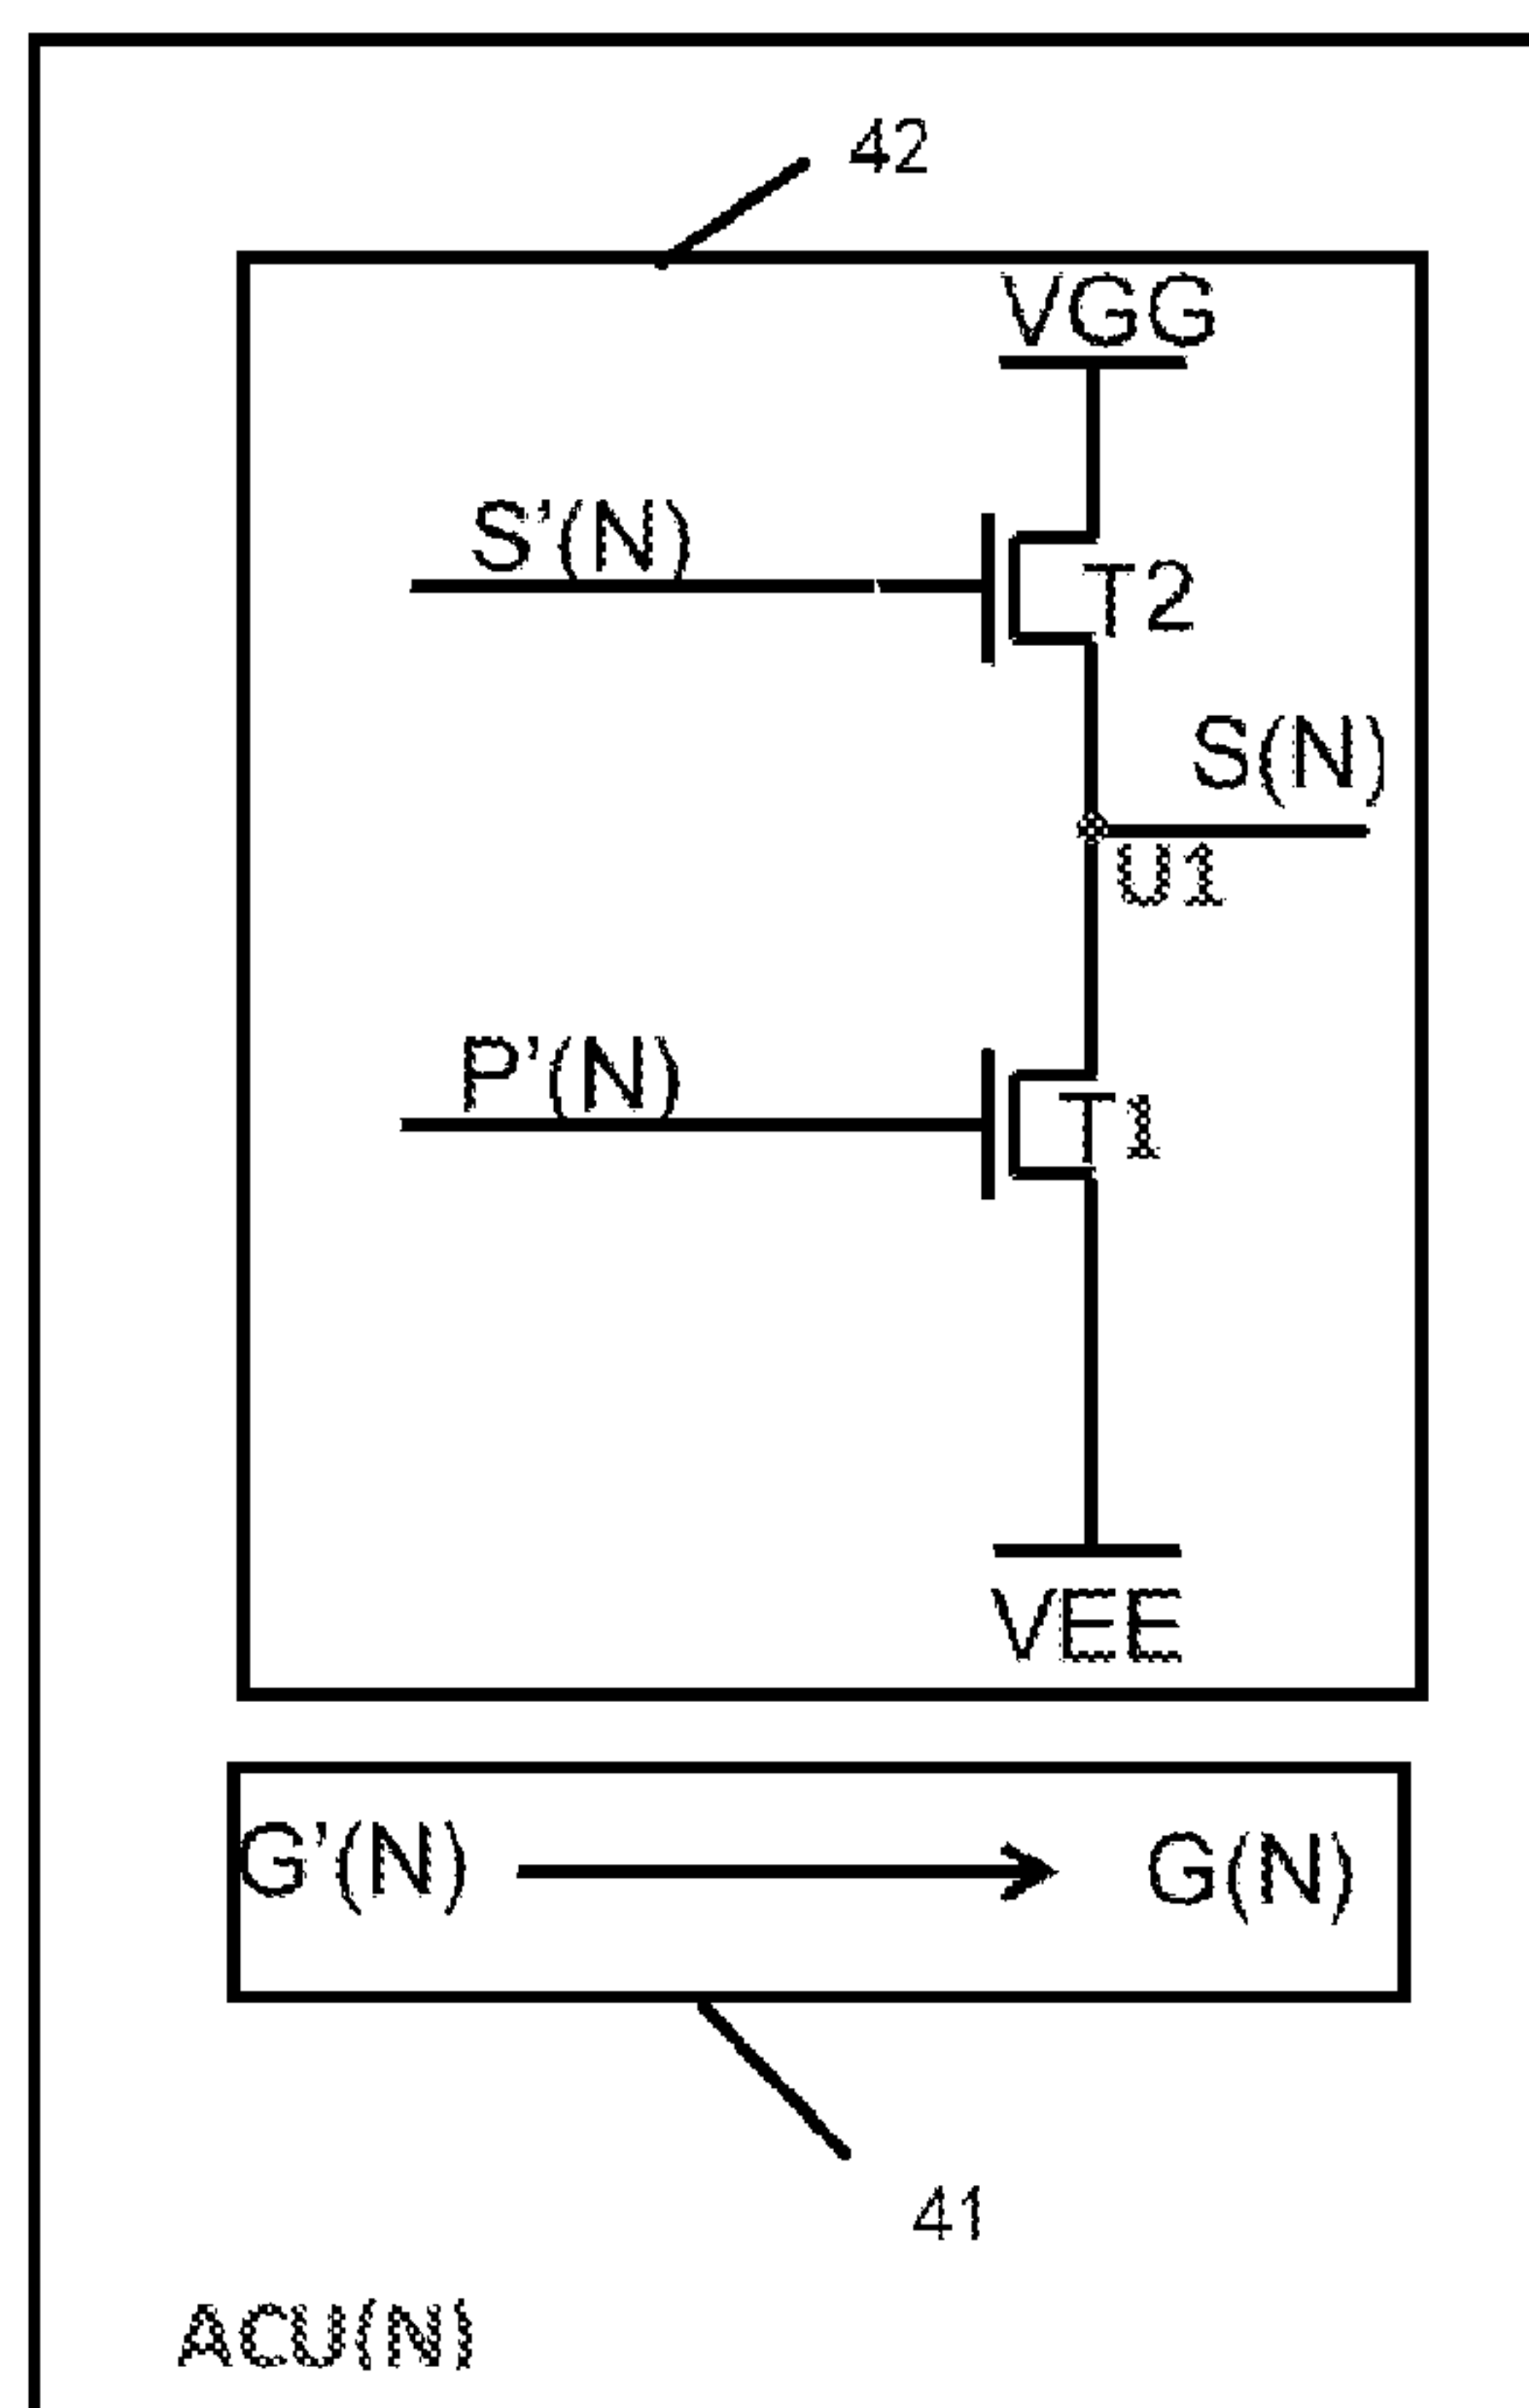 42
VGG
S'(N)
T2
S(N)
U1
P'(N)
T1
VEE
G'(N)
G(N)
41
ACU(N)